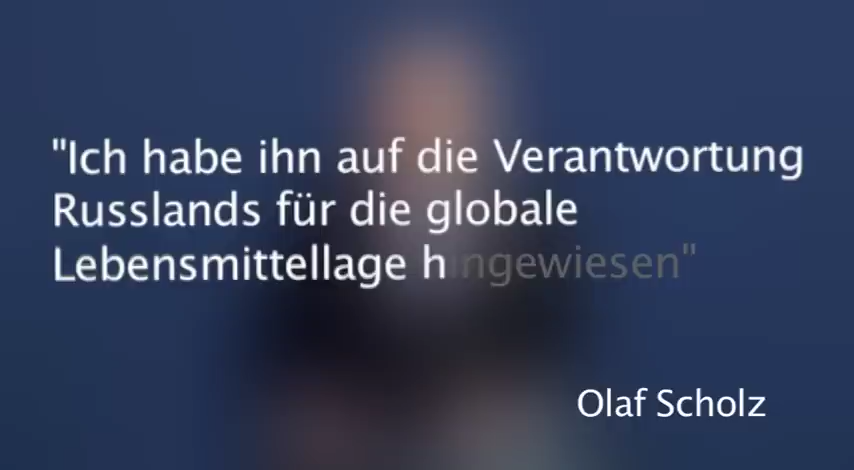 "Ich habe ihn auf die Verantwortung
Russlands für die globale
Lebensmittellage hingewiesen"
Olaf Scholz